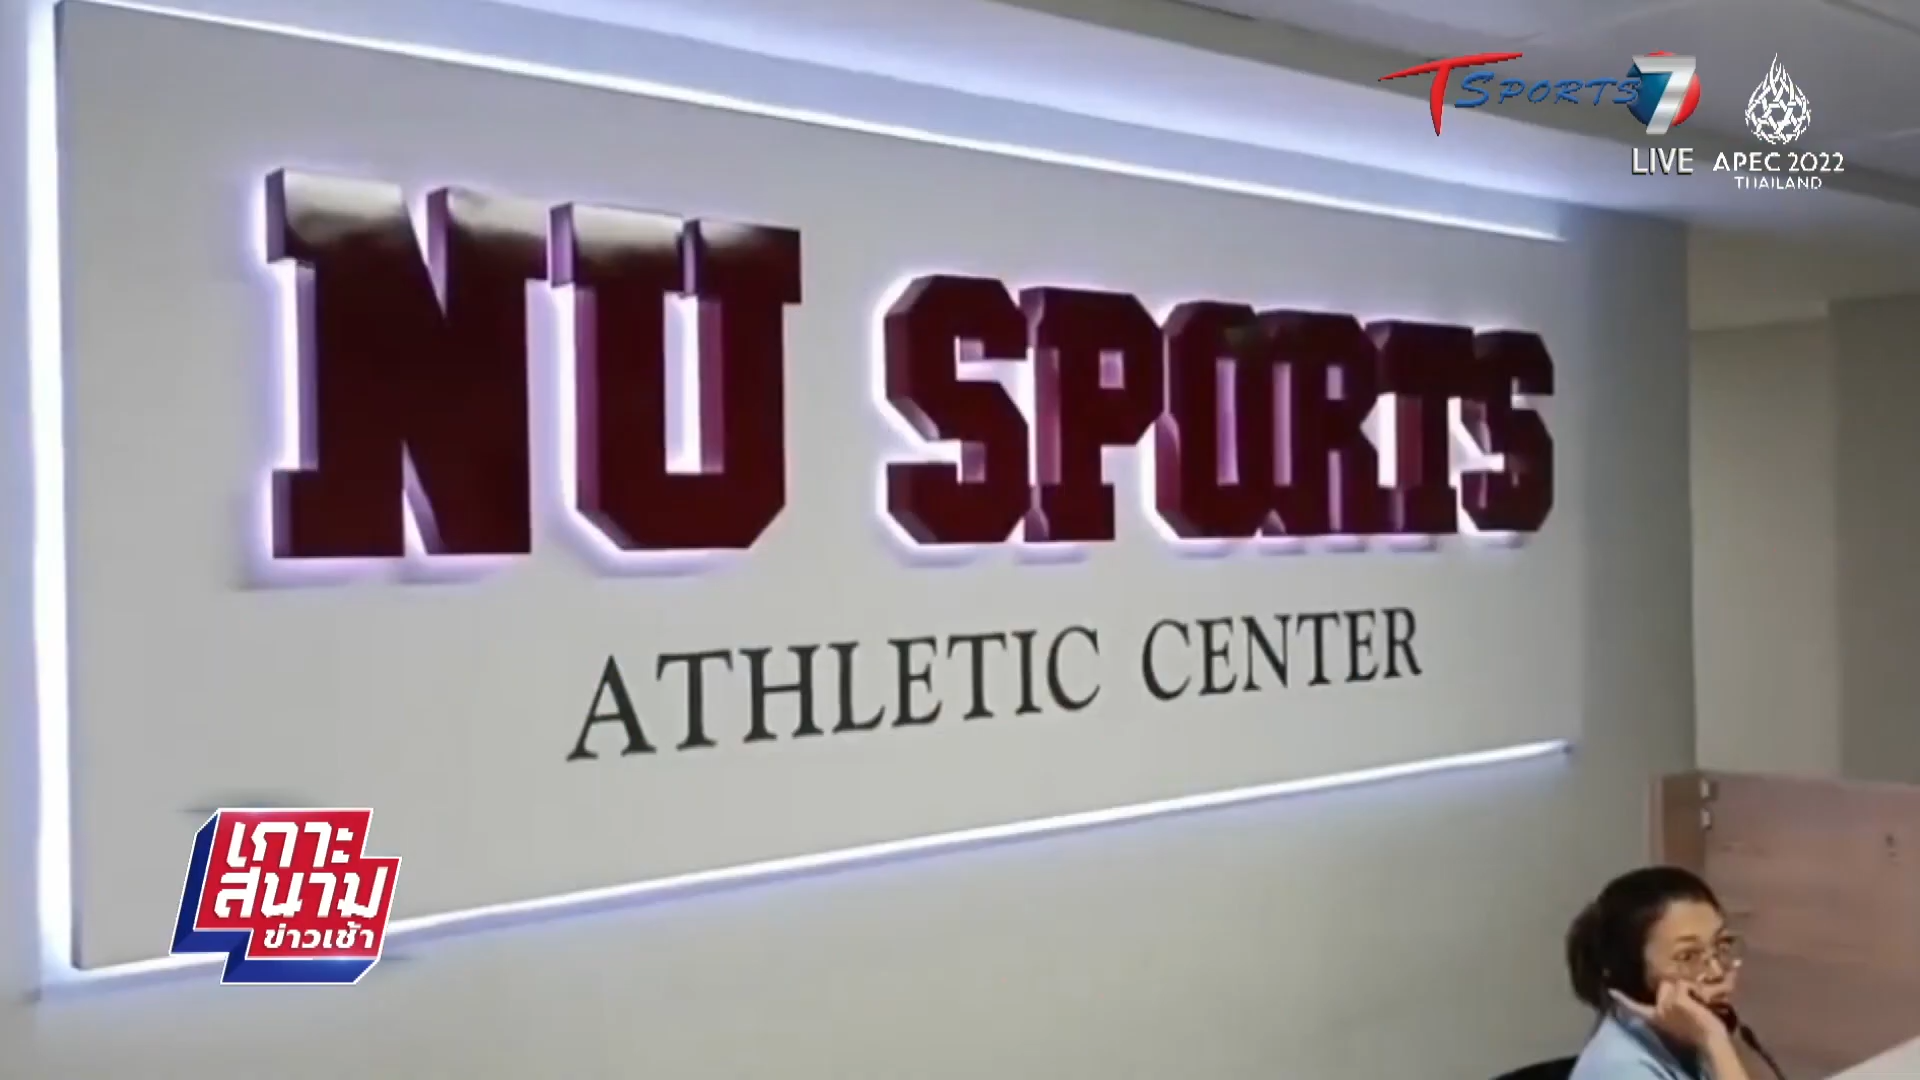 TSPORTS 7
LIVE
APEC 2022
THAILAND
NU SPORTS
ATHLETIC CENTER
เกาะ
สนาม
ข่าวเช้า